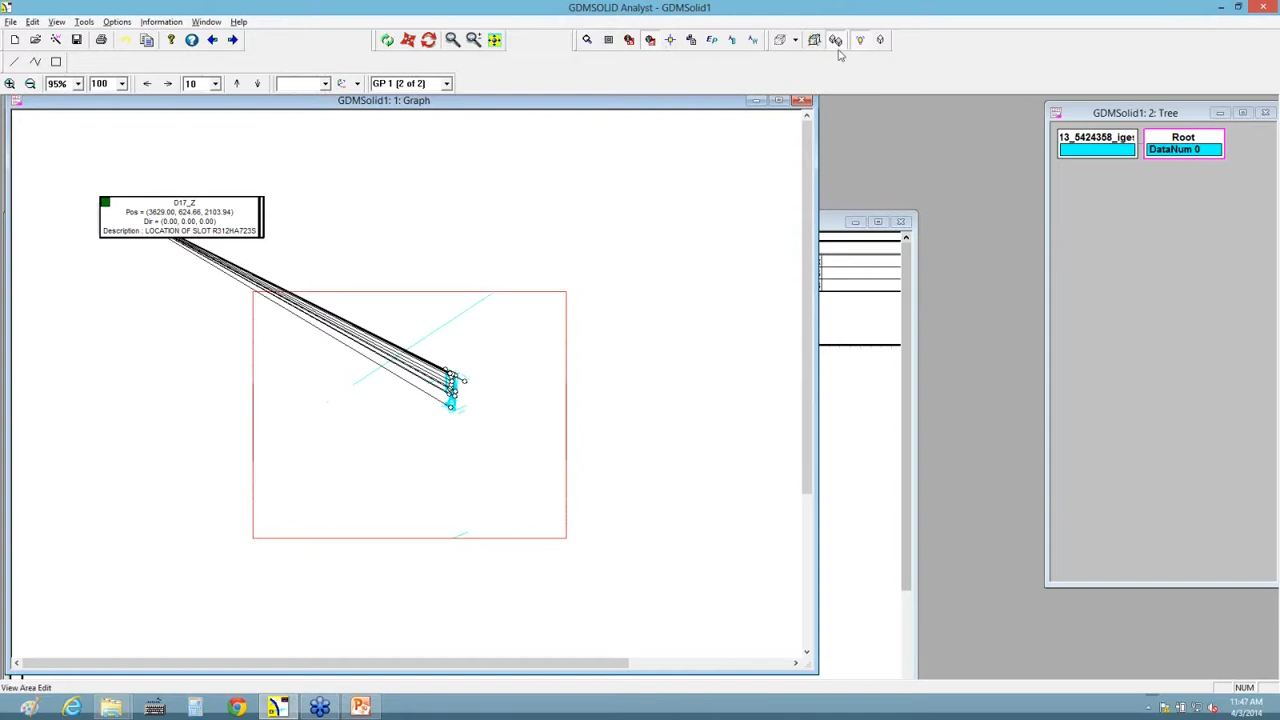 GDMSOLID Analyst - GDMSolid1
File Edit View Tools Options Information Window Help
95% 100 10 GP 1 (2 of 2)
GDMSolid1: 1: Graph
GDMSolid1: 2: Tree
13_5424358_iges
Root
DataNum 0
D17_Z
Pos = (3629.00, 624.66, 2103.94)
Dir = (0.00, 0.00, 0.00)
Description : LOCATION OF SLOT R312HA723S
View Area Edit
NUM
11:47 AM
4/3/2014